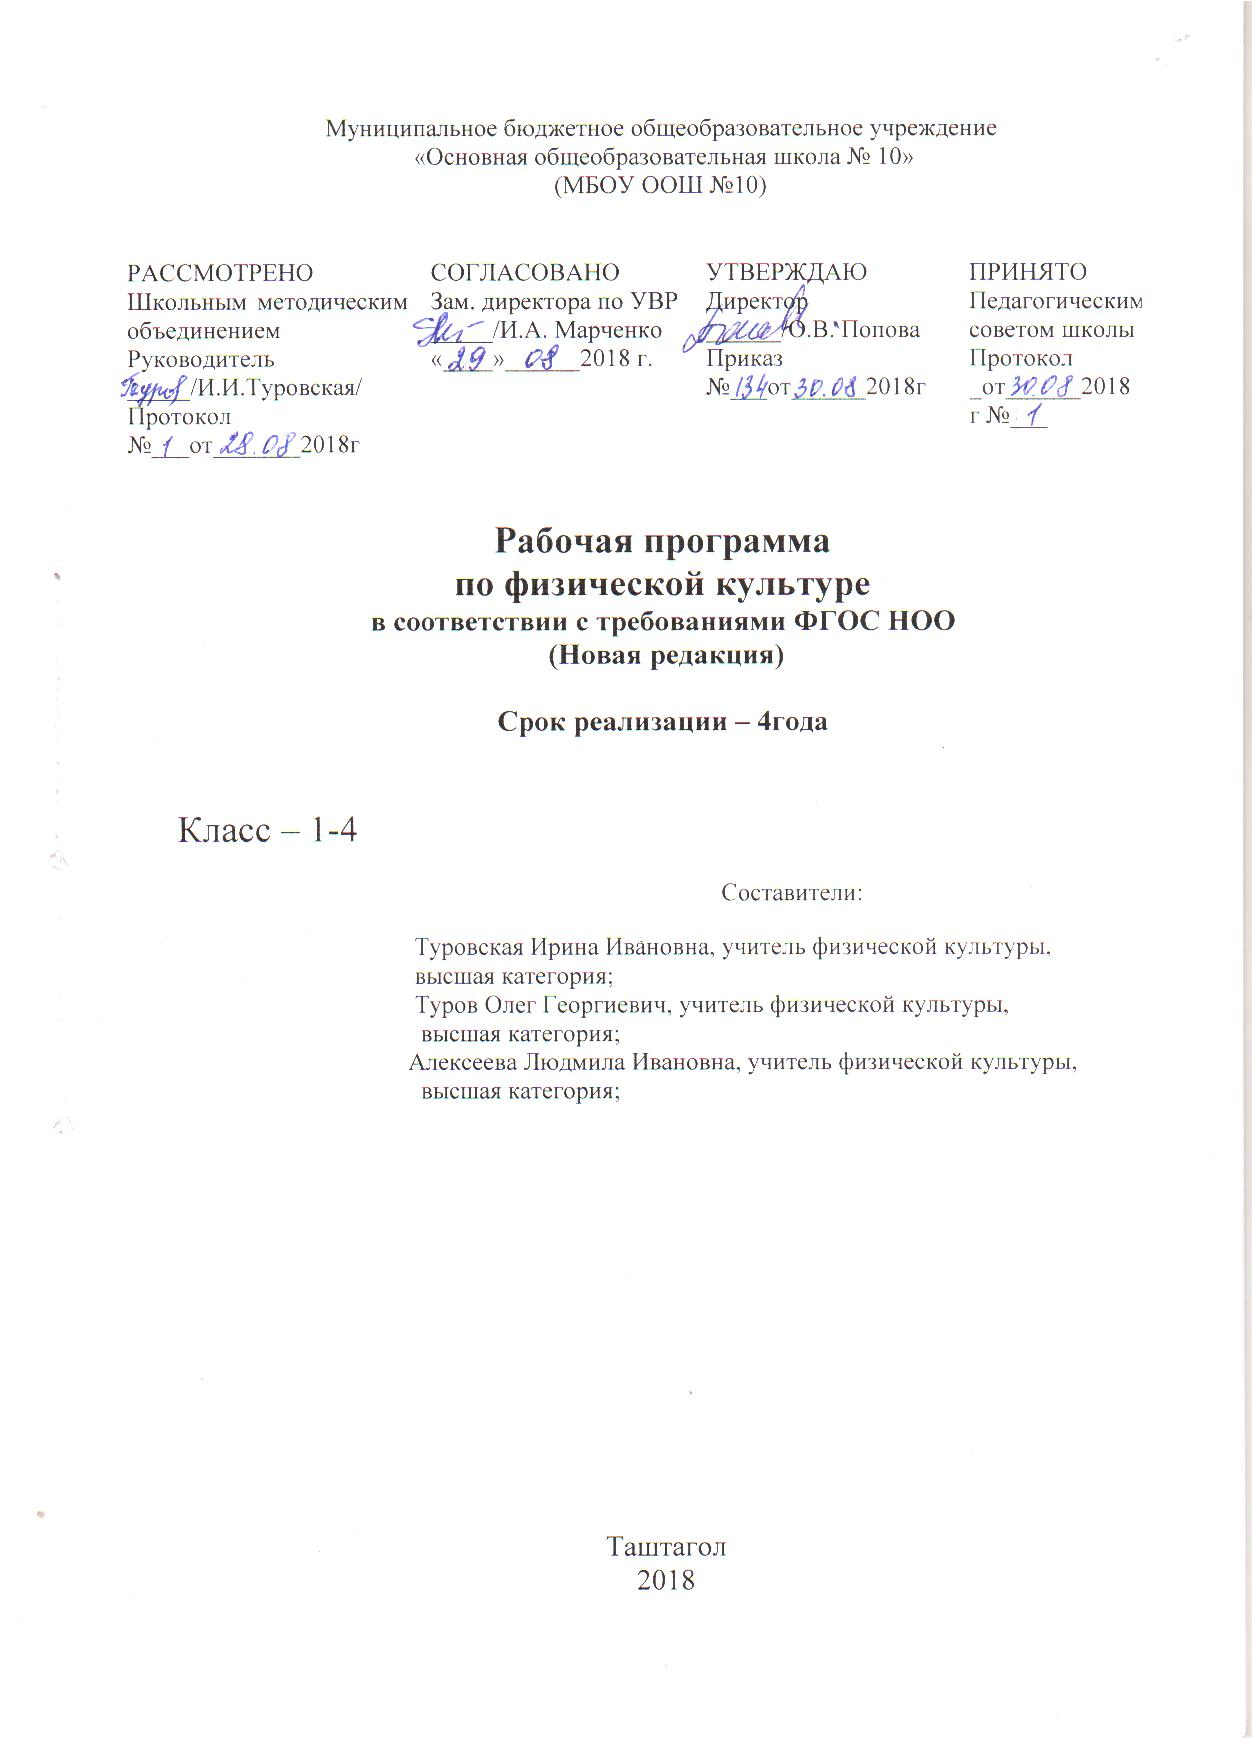 Муниципальное бюджетное общеобразовательное учреждение
«Основная общеобразовательная школа № 10»
(МБОУ ООШ №10)
РАССМОТРЕНО
Школьным методическим
объединением
Руководитель
/И.И.Туровская/
Протокол
№ 1 от 28.08 2018г
СОГЛАСОВАНО
Зам. директора по УВР
/И.А. Марченко
«29» 08 2018 г.
УТВЕРЖДАЮ
Директор
О.В. Попова
Приказ
№134от 30.08 2018г
ПРИНЯТО
Педагогическим
советом школы
Протокол
_от 30.08 2018
г № 1
Рабочая программа
по физической культуре
в соответствии с требованиями ФГОС НОО
(Новая редакция)
Срок реализации – 4года
Класс – 1-4
Составители:
Туровская Ирина Ивановна, учитель физической культуры.
высшая категория;
Туров Олег Георгиевич, учитель физической культуры,
высшая категория;
Алексеева Людмила Ивановна, учитель физической культуры,
высшая категория;
Таштагол
2018